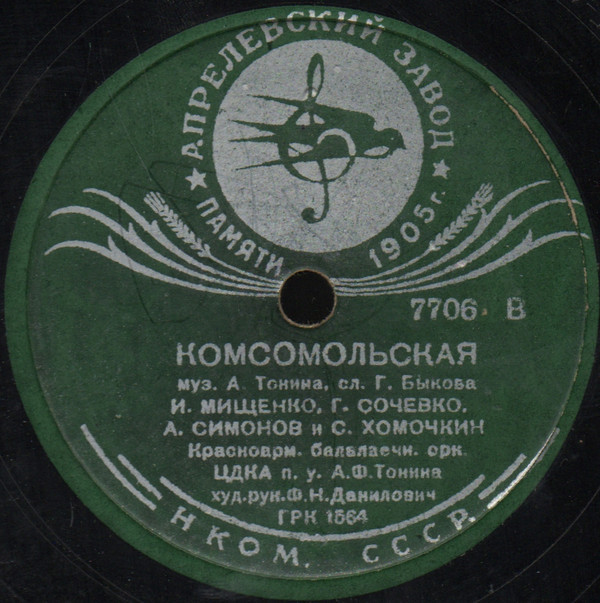 АПРЕЛЕВСКИЙ ЗАВОД
ПАМЯТИ 1905 г.
7706 В
КОМСОМОЛЬСКАЯ
муз. А. Тонина, сл. Г. Быкова
И. МИЩЕНКО, Г. СОЧЕВКО,
А. СИМОНОВ и С. ХОМОЧКИН
Красноарм. балалаечн. орк.
ЦДКА п. у. А.Ф.Тонина
худ.рук.Ф.Н.Данилович
ГРК 1564
НКОМ. СССР